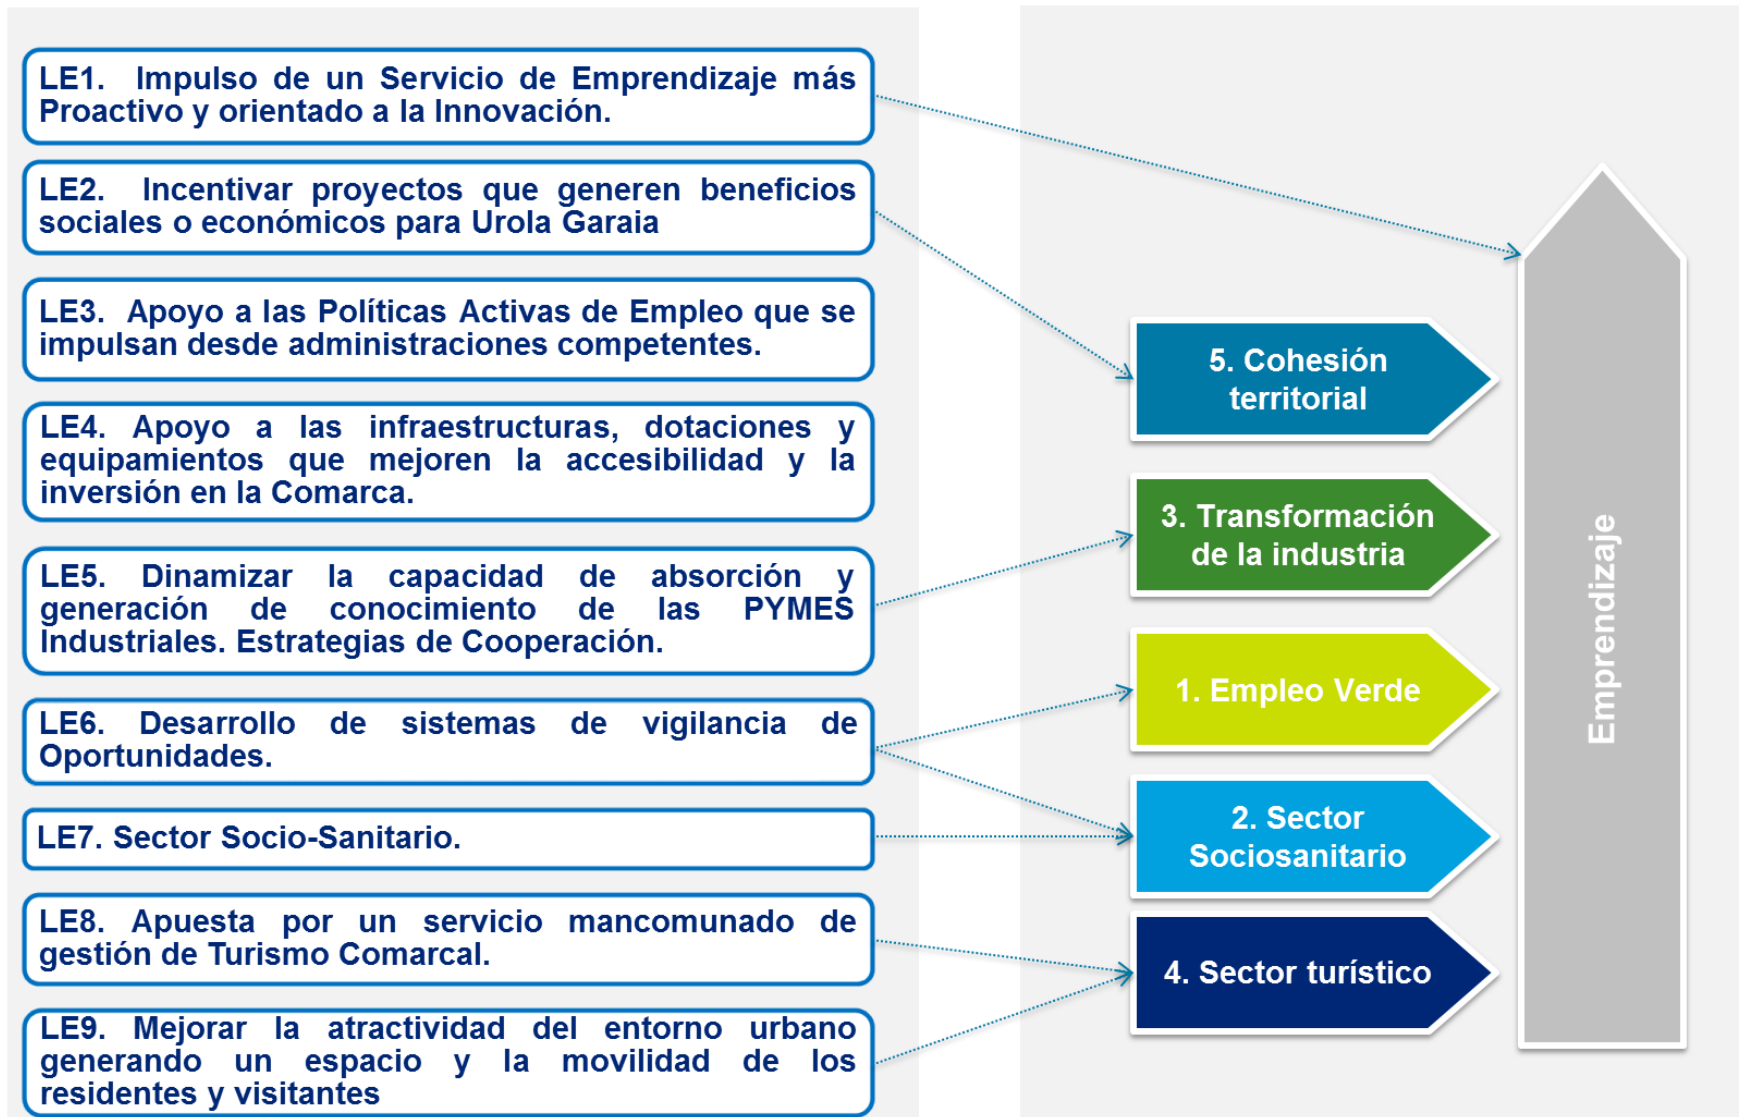 LE1. Impulso de un Servicio de Emprendizaje más
Proactivo y orientado a la Innovación.
LE2. Incentivar proyectos que generen beneficios
sociales o económicos para Urola Garaia
LE3. Apoyo a las Políticas Activas de Empleo que se
impulsan desde administraciones competentes.
LE4. Apoyo a las infraestructuras, dotaciones y
equipamientos que mejoren la accesibilidad y la
inversión en la Comarca.
LE5. Dinamizar la capacidad de absorción y
generación de conocimiento de las PYMES
Industriales. Estrategias de Cooperación.
LE6. Desarrollo de sistemas de vigilancia de
Oportunidades.
LE7. Sector Socio-Sanitario.
LE8. Apuesta por un servicio mancomunado de
gestión de Turismo Comarcal.
LE9. Mejorar la atractividad del entorno urbano
generando un espacio y la movilidad de los
residentes y visitantes
5. Cohesión
territorial
3. Transformación
de la industria
1. Empleo Verde
2. Sector
Sociosanitario
4. Sector turístico
Emprendizaje